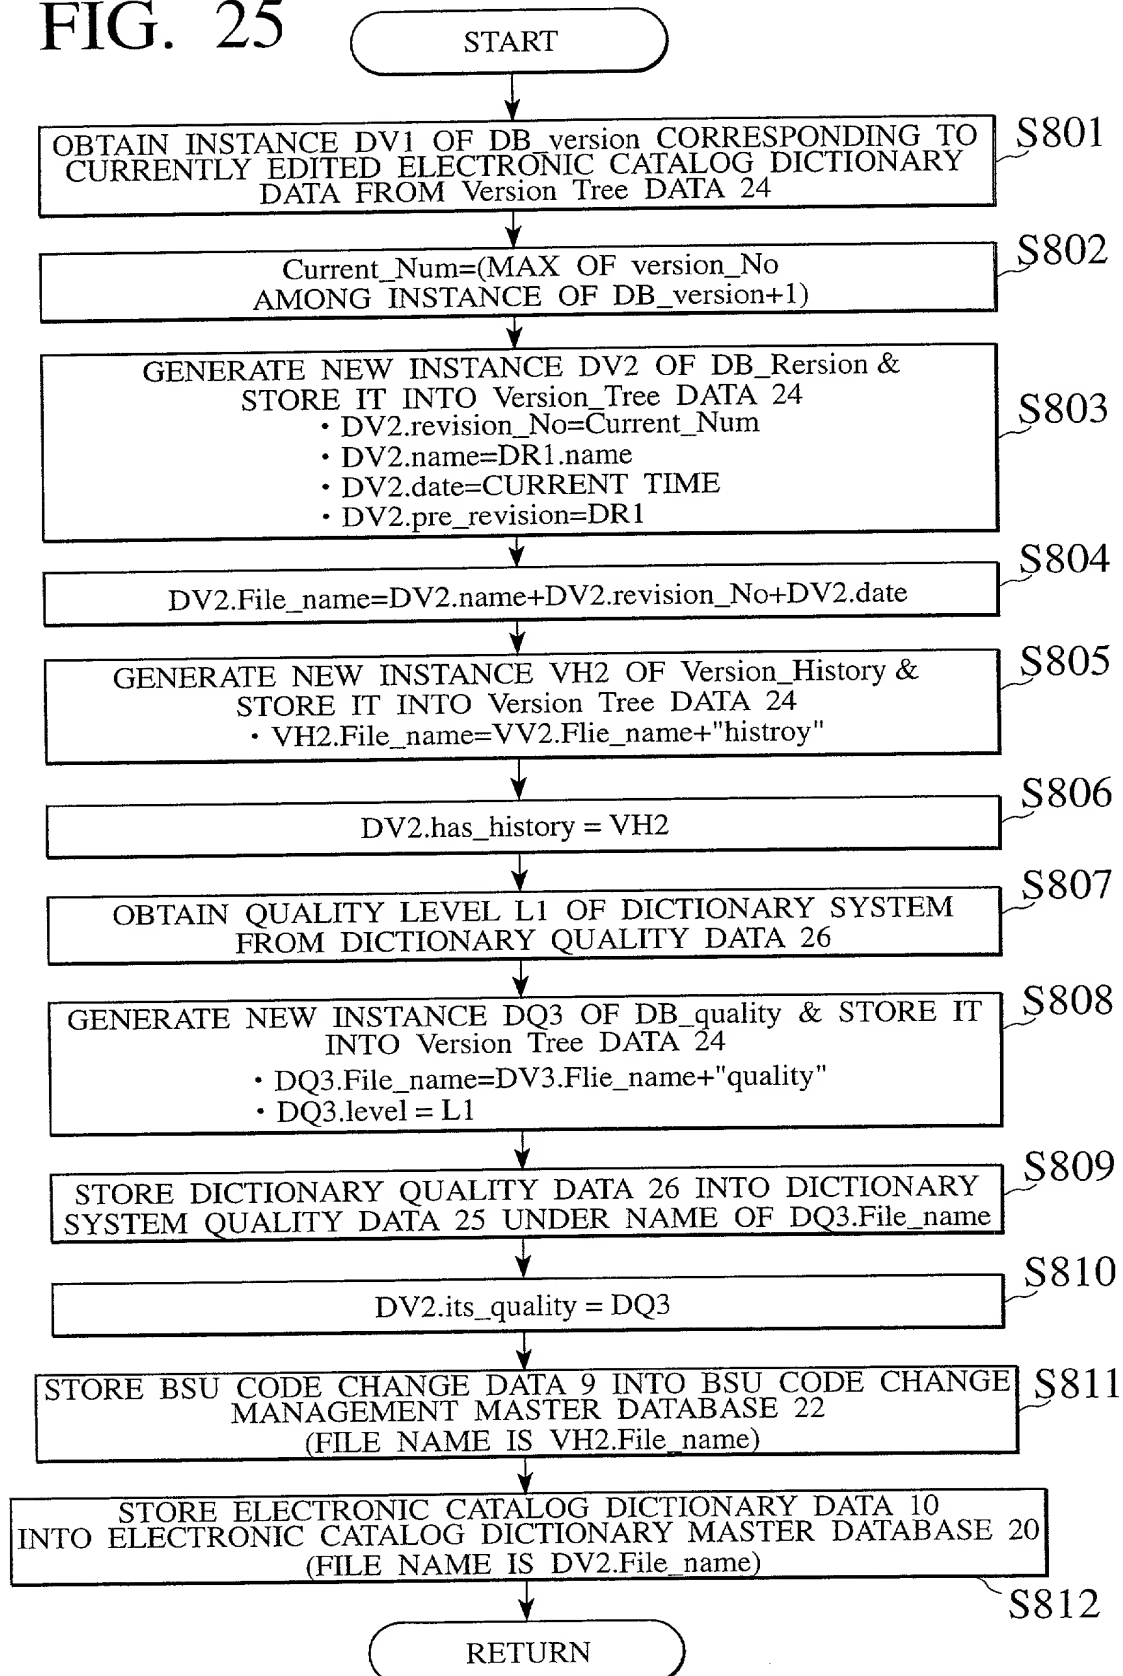 FIG. 25
START
OBTAIN INSTANCE DV1 OF DB_version CORRESPONDING TO
CURRENTLY EDITED ELECTRONIC CATALOG DICTIONARY
DATA FROM Version Tree DATA 24
S801
Current_Num=(MAX OF version_No
AMONG INSTANCE OF DB_version+1)
S802
GENERATE NEW INSTANCE DV2 OF DB_Rersion &
STORE IT INTO Version_Tree DATA 24
・DV2.revision_No=Current_Num
・DV2.name=DR1.name
・DV2.date=CURRENT TIME
・DV2.pre_revision=DR1
S803
DV2.File_name=DV2.name+DV2.revision_No+DV2.date
S804
GENERATE NEW INSTANCE VH2 OF Version_History &
STORE IT INTO Version Tree DATA 24
・VH2.File_name=VV2.Flie_name+"histroy"
S805
DV2.has_history = VH2
S806
OBTAIN QUALITY LEVEL L1 OF DICTIONARY SYSTEM
FROM DICTIONARY QUALITY DATA 26
S807
GENERATE NEW INSTANCE DQ3 OF DB_quality & STORE IT
INTO Version Tree DATA 24
・DQ3.File_name=DV3.Flie_name+"quality"
・DQ3.level = L1
S808
STORE DICTIONARY QUALITY DATA 26 INTO DICTIONARY
SYSTEM QUALITY DATA 25 UNDER NAME OF DQ3.File_name
S809
DV2.its_quality = DQ3
S810
STORE BSU CODE CHANGE DATA 9 INTO BSU CODE CHANGE
MANAGEMENT MASTER DATABASE 22
(FILE NAME IS VH2.File_name)
S811
STORE ELECTRONIC CATALOG DICTIONARY DATA 10
INTO ELECTRONIC CATALOG DICTIONARY MASTER DATABASE 20
(FILE NAME IS DV2.File_name)
S812
RETURN